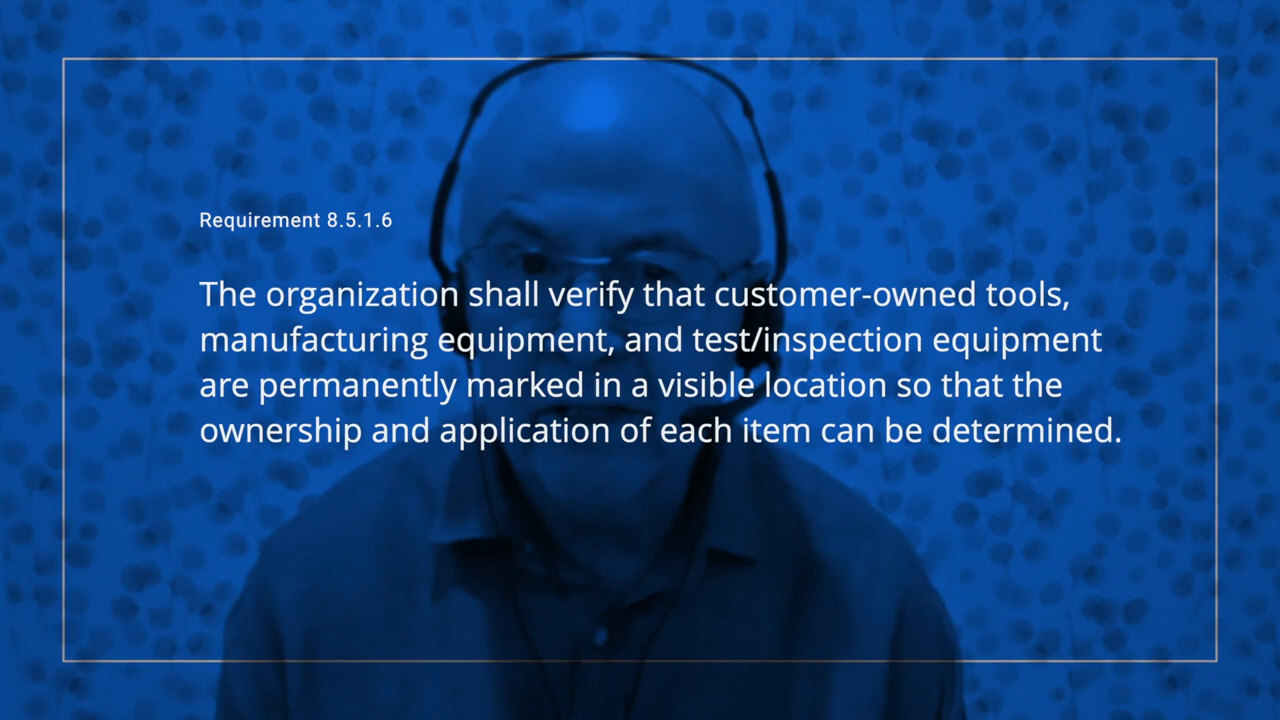 Requirement 8.5.1.6
The organization shall verify that customer-owned tools,
manufacturing equipment, and test/inspection equipment
are permanently marked in a visible location so that the
ownership and application of each item can be determined.